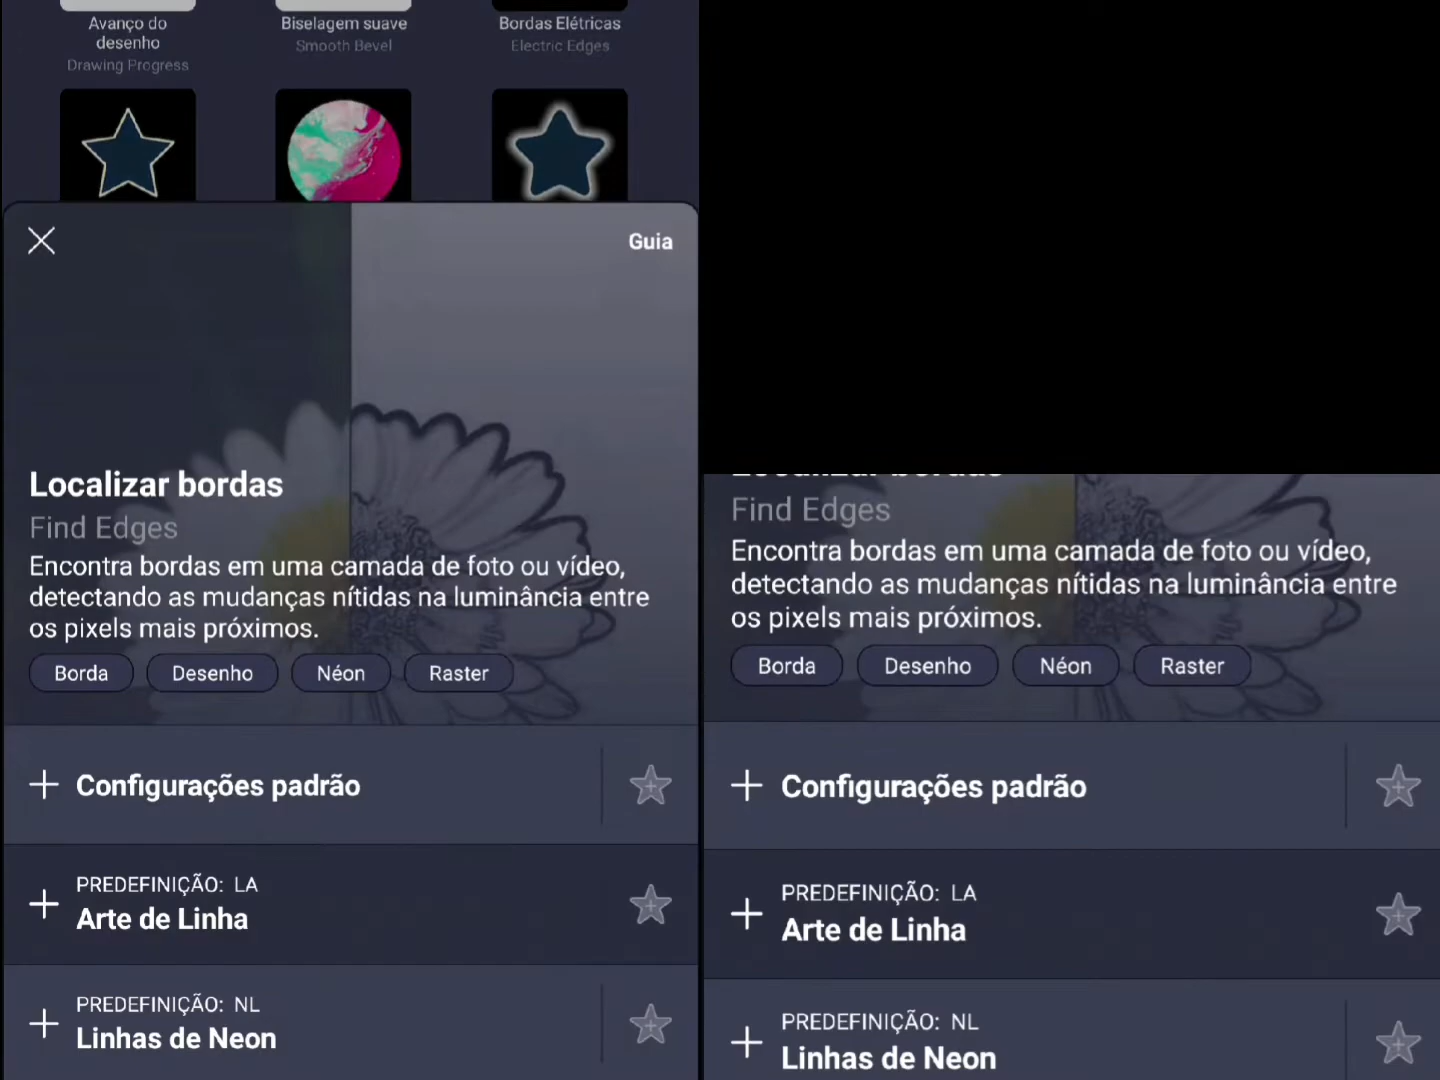 Avanço do
desenho
Drawing Progress
Biselagem suave
Smooth Bevel
Bordas Elétricas
Electric Edges
Guia
Localizar bordas
Find Edges
Encontra bordas em uma camada de foto ou vídeo,
detectando as mudanças nítidas na luminância entre
os pixels mais próximos.
Borda
Desenho
Néon
Raster
Configurações padrão
PREDEFINIÇÃO: LA
Arte de Linha
PREDEFINIÇÃO: NL
Linhas de Neon
Find Edges
Encontra bordas em uma camada de foto ou vídeo,
detectando as mudanças nítidas na luminância entre
os pixels mais próximos.
Borda
Desenho
Néon
Raster
Configurações padrão
PREDEFINIÇÃO: LA
Arte de Linha
PREDEFINIÇÃO: NL
Linhas de Neon